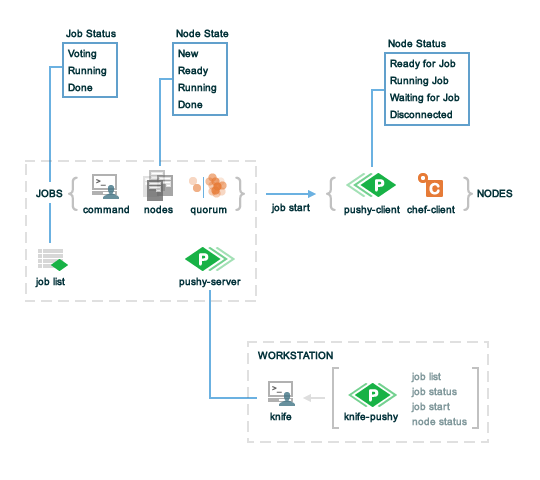 Job Status
Voting
Running
Done
Node State
New
Ready
Running
Done
Node Status
Ready for Job
Running Job
Waiting for Job
Disconnected
JOBS
command
nodes
quorum
job start
P
pushy-client
C
chef-client
NODES
job list
P
pushy-server
WORKSTATION
knife
P
knife-pushy
job list
job status
job start
node status